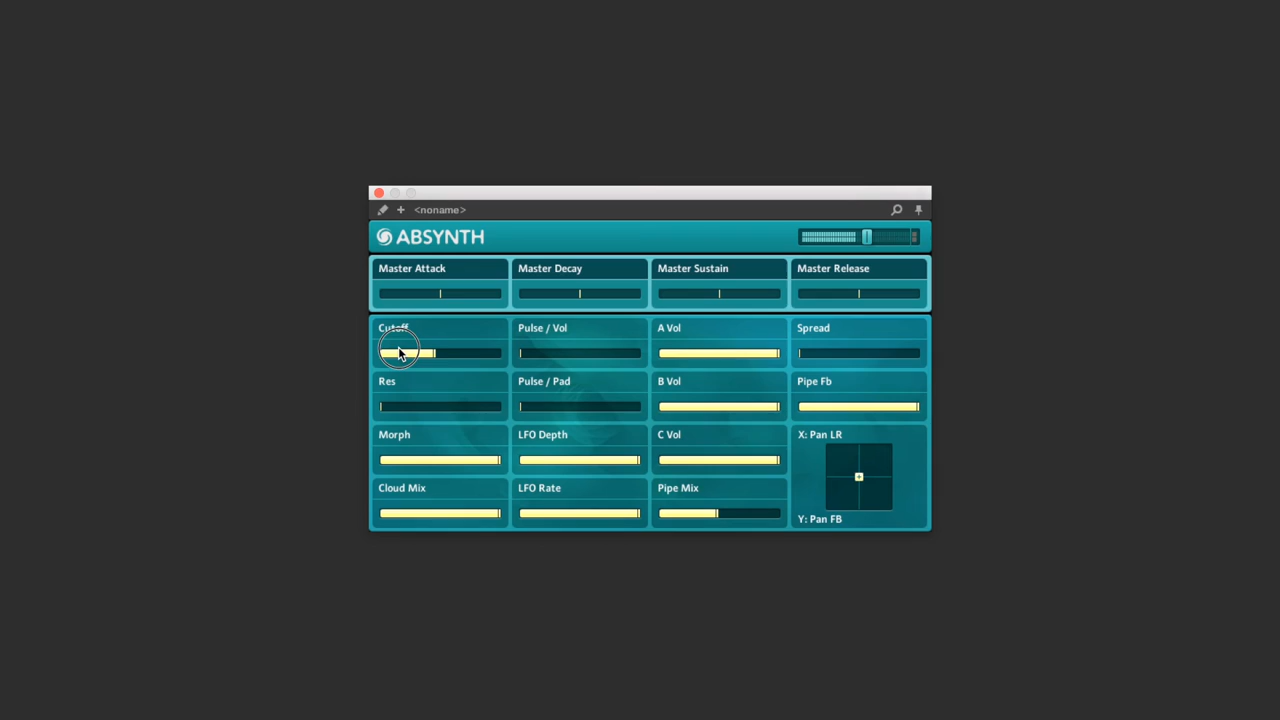 <noname>
ABSYNTH
Master Attack
Master Decay
Master Sustain
Master Release
Cutoff
Pulse / Vol
A Vol
Spread
Res
Pulse / Pad
B Vol
Pipe Fb
Morph
LFO Depth
C Vol
X: Pan LR
Cloud Mix
LFO Rate
Pipe Mix
Y: Pan FB